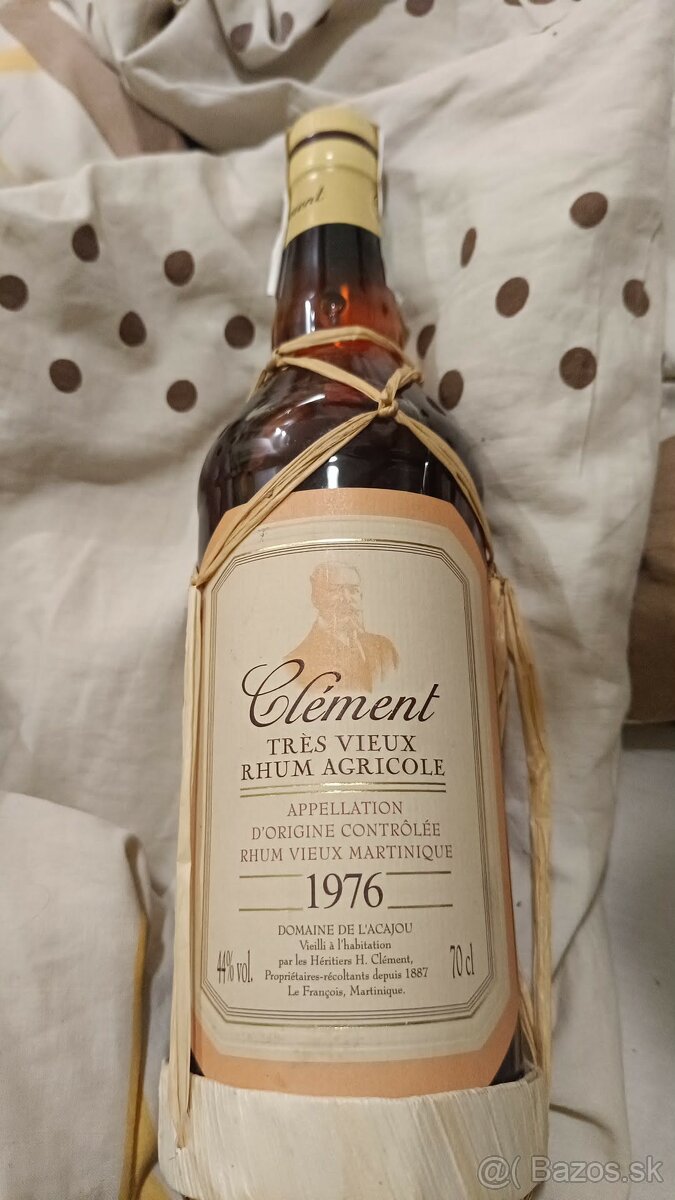 Clément
TRÈS VIEUX
RHUM AGRICOLE
APPELLATION
D'ORIGINE CONTRÔLÉE
RHUM VIEUX MARTINIQUE
1976
DOMAINE DE L'ACAJOU
Vieilli à l'habitation
par les Héritiers H. Clément,
Propriétaires-récoltants depuis 1887
Le François, Martinique.
44% vol.
70 cl
@( Bazos.sk